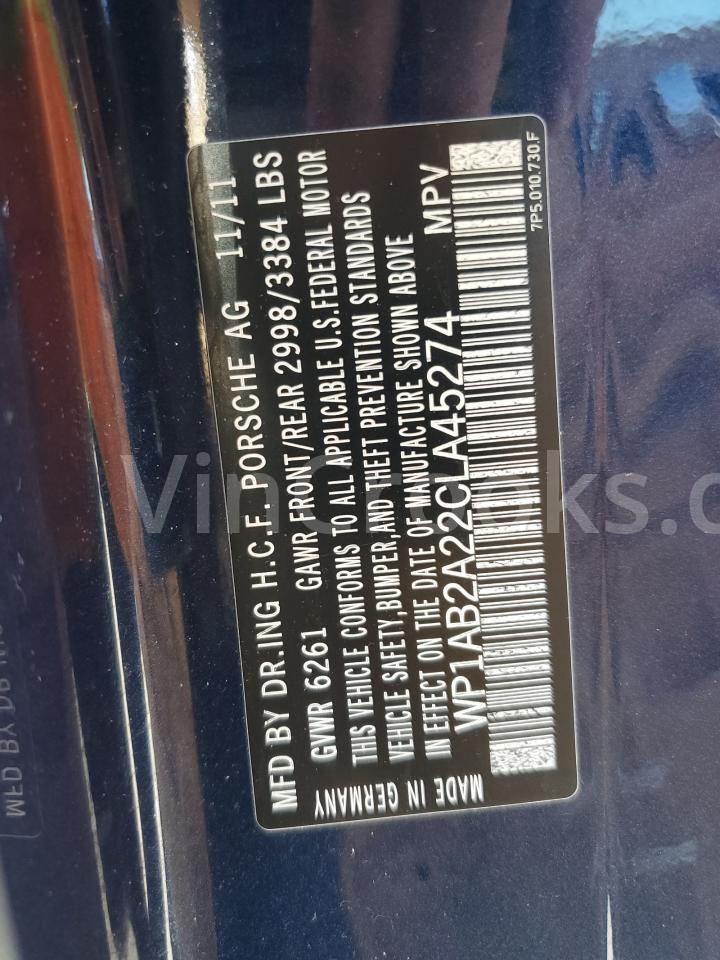 MFD BY DR.ING H.C.F. PORSCHE AG 11/11
GVWR 6261 GAWR FRONT/REAR 2998/3384 LBS
THIS VEHICLE CONFORMS TO ALL APPLICABLE U.S.FEDERAL MOTOR
VEHICLE SAFETY,BUMPER,AND THEFT PREVENTION STANDARDS
IN EFFECT ON THE DATE OF MANUFACTURE SHOWN ABOVE
WP1AB2A22CLA45274 MPV
MADE IN GERMANY
7P5.010.730.F